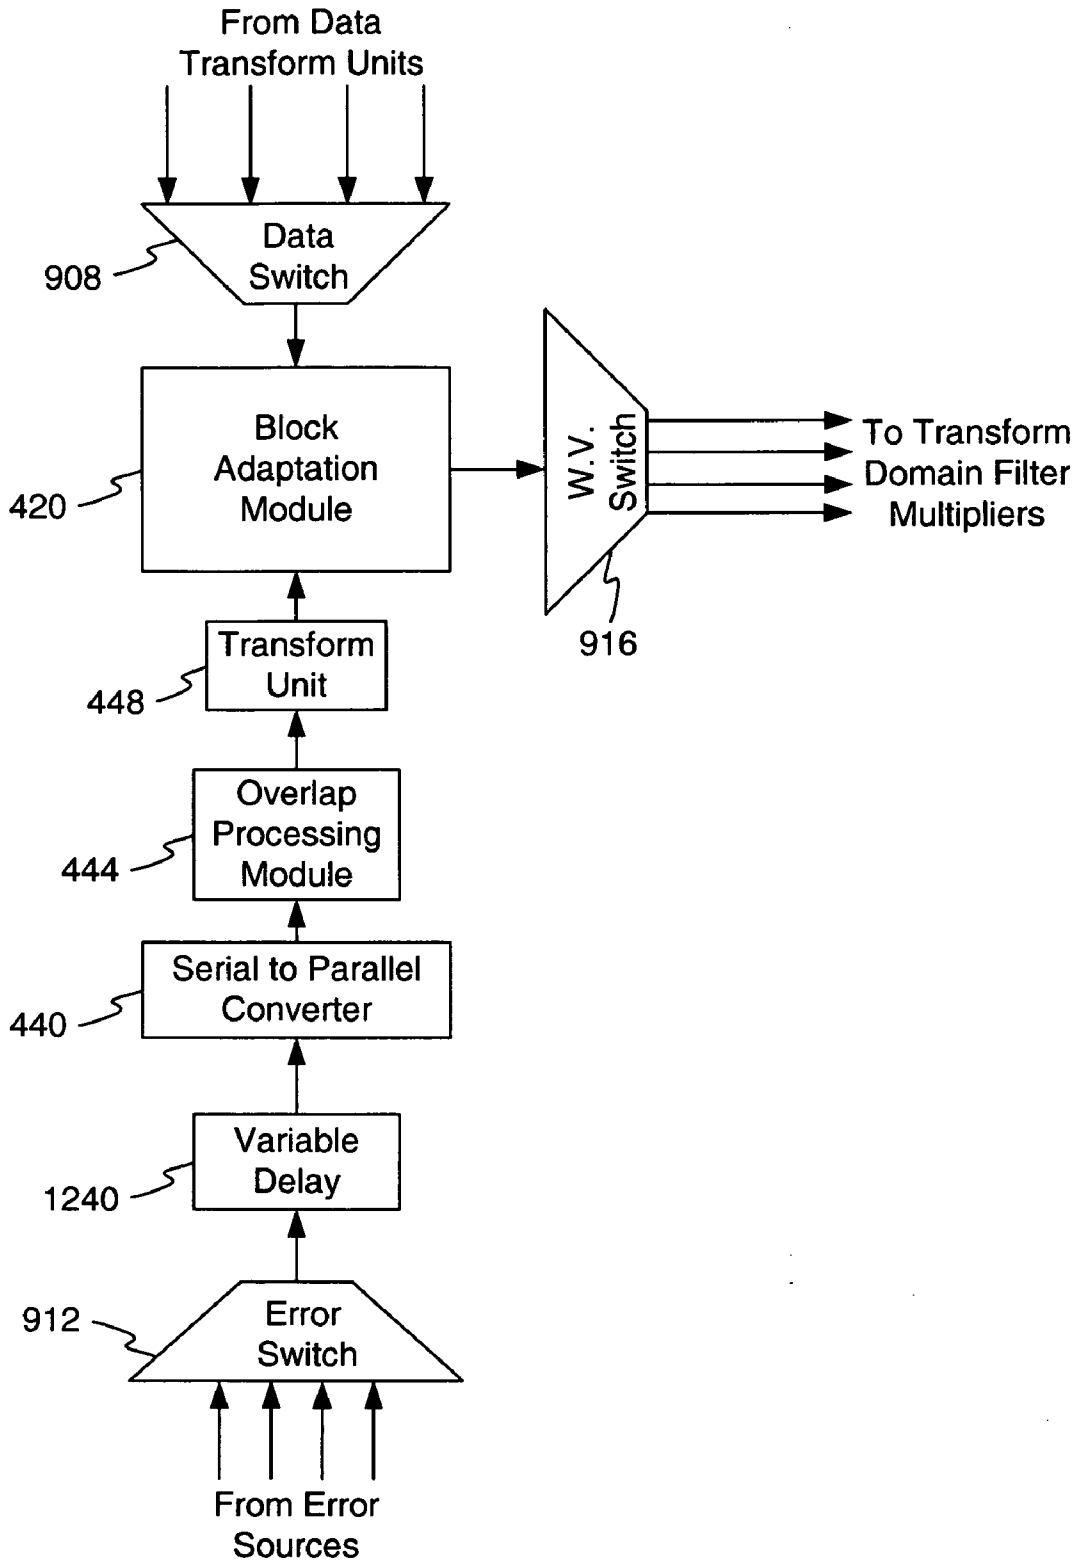 From Data
Transform Units
Data
Switch
908
Block
Adaptation
Module
420
W.V.
Switch
916
To Transform
Domain Filter
Multipliers
Transform
Unit
448
Overlap
Processing
Module
444
Serial to Parallel
Converter
440
Variable
Delay
1240
Error
Switch
912
From Error
Sources